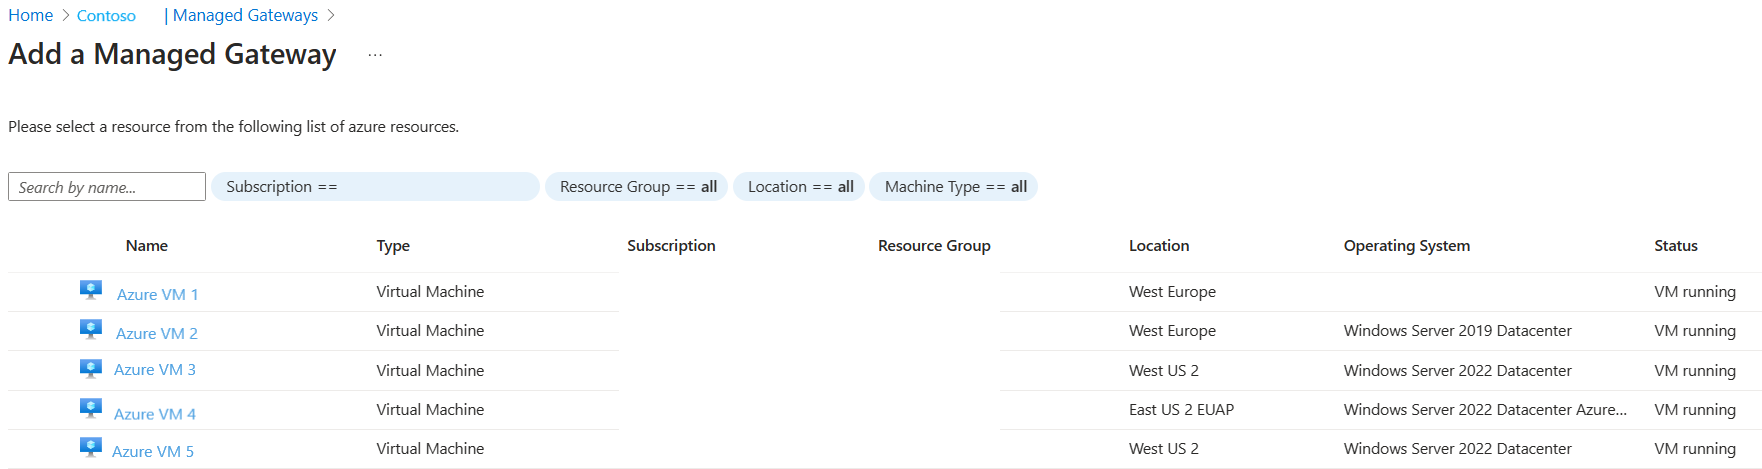 Home > Contoso | Managed Gateways >
Add a Managed Gateway ...
Please select a resource from the following list of azure resources.
Search by name... Subscription == Resource Group == all Location == all Machine Type == all
Name Type Subscription Resource Group Location Operating System Status
Azure VM 1 Virtual Machine West Europe VM running
Azure VM 2 Virtual Machine West Europe Windows Server 2019 Datacenter VM running
Azure VM 3 Virtual Machine West US 2 Windows Server 2022 Datacenter VM running
Azure VM 4 Virtual Machine East US 2 EUAP Windows Server 2022 Datacenter Azure... VM running
Azure VM 5 Virtual Machine West US 2 Windows Server 2022 Datacenter VM running